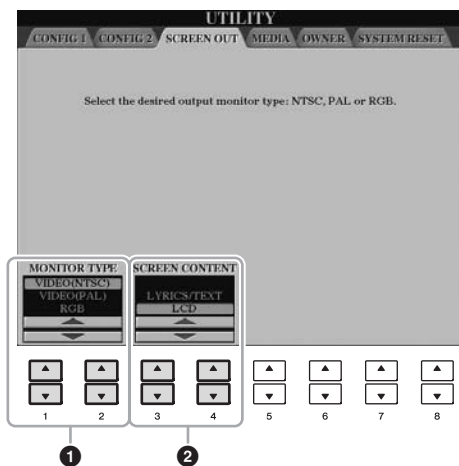 UTILITY
CONFIG 1 CONFIG 2 SCREEN OUT MEDIA OWNER SYSTEM RESET
Select the desired output monitor type: NTSC, PAL or RGB.
MONITOR TYPE SCREEN CONTENT
VIDEO(NTSC)
VIDEO(PAL) LYRICS/TEXT
RGB LCD
1 2 3 4 5 6 7 8
1 2